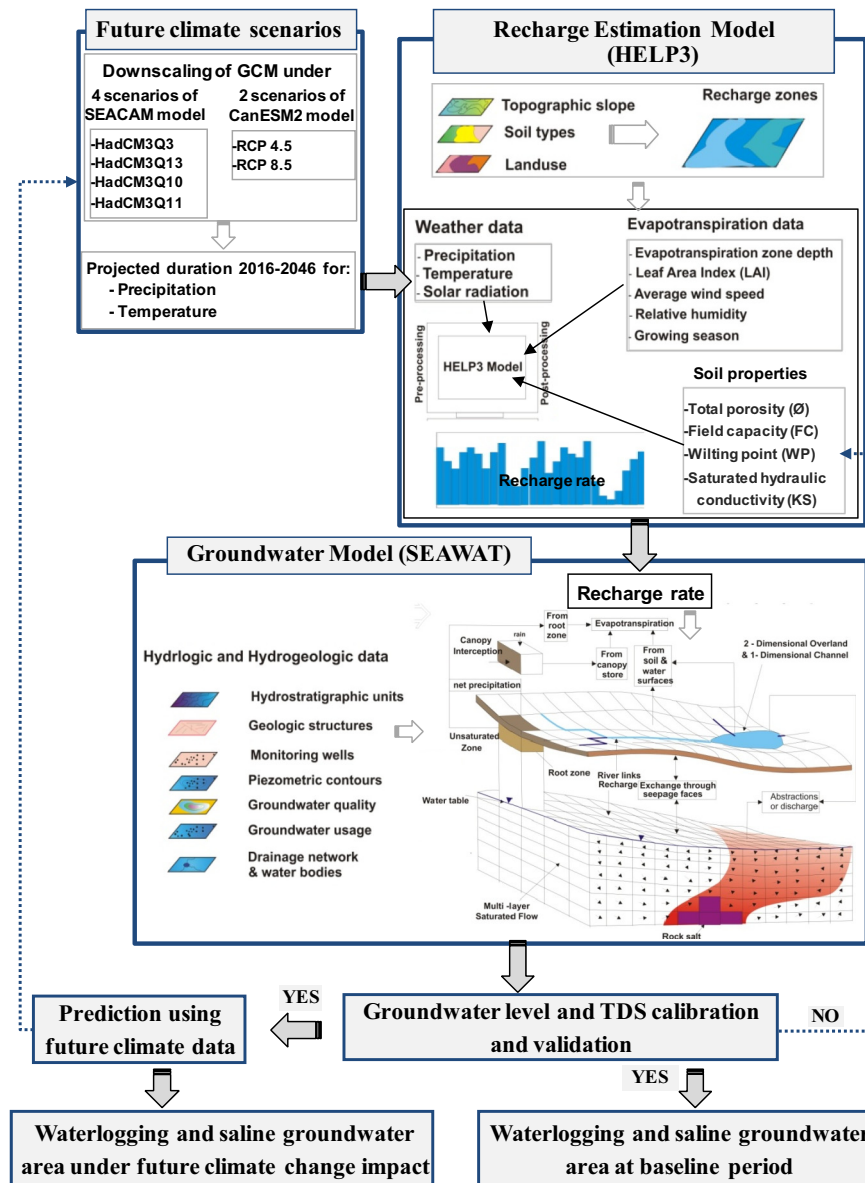 Future climate scenarios
Downscaling of GCM under
4 scenarios of
SEACAM model
-HadCM3Q3
-HadCM3Q13
-HadCM3Q10
-HadCM3Q11
2 scenarios of
CanESM2 model
-RCP 4.5
-RCP 8.5
Projected duration 2016-2046 for:
- Precipitation
- Temperature
Recharge Estimation Model
(HELP3)
Topographic slope
Soil types
Landuse
Recharge zones
Weather data
- Precipitation
- Temperature
- Solar radiation
Evapotranspiration data
- Evapotranspiration zone depth
- Leaf Area Index (LAI)
- Average wind speed
- Relative humidity
- Growing season
Pre-processing
HELP3 Model
Post-processing
Soil properties
-Total porosity (Ø)
-Field capacity (FC)
-Wilting point (WP)
-Saturated hydraulic
conductivity (KS)
Recharge rate
Groundwater Model (SEAWAT)
Recharge rate
Hydrlogic and Hydrogeologic data
Hydrostratigraphic units
Geologic structures
Monitoring wells
Piezometric contours
Groundwater quality
Groundwater usage
Drainage network
& water bodies
Canopy
Interception
rain
From
root
zone
Evapotranspiration
From
canopy
store
From
soil &
water
surfaces
2 - Dimensional Overland
& 1- Dimensional Channel
net precipitation
Unsaturated
Zone
Root zone
River links
Recharge
Exchange through
seepage faces
Abstractions
or discharge
Water table
Multi -layer
Saturated Flow
Rock salt
Groundwater level and TDS calibration
and validation
YES
NO
YES
Prediction using
future climate data
Waterlogging and saline groundwater
area under future climate change impact
Waterlogging and saline groundwater
area at baseline period